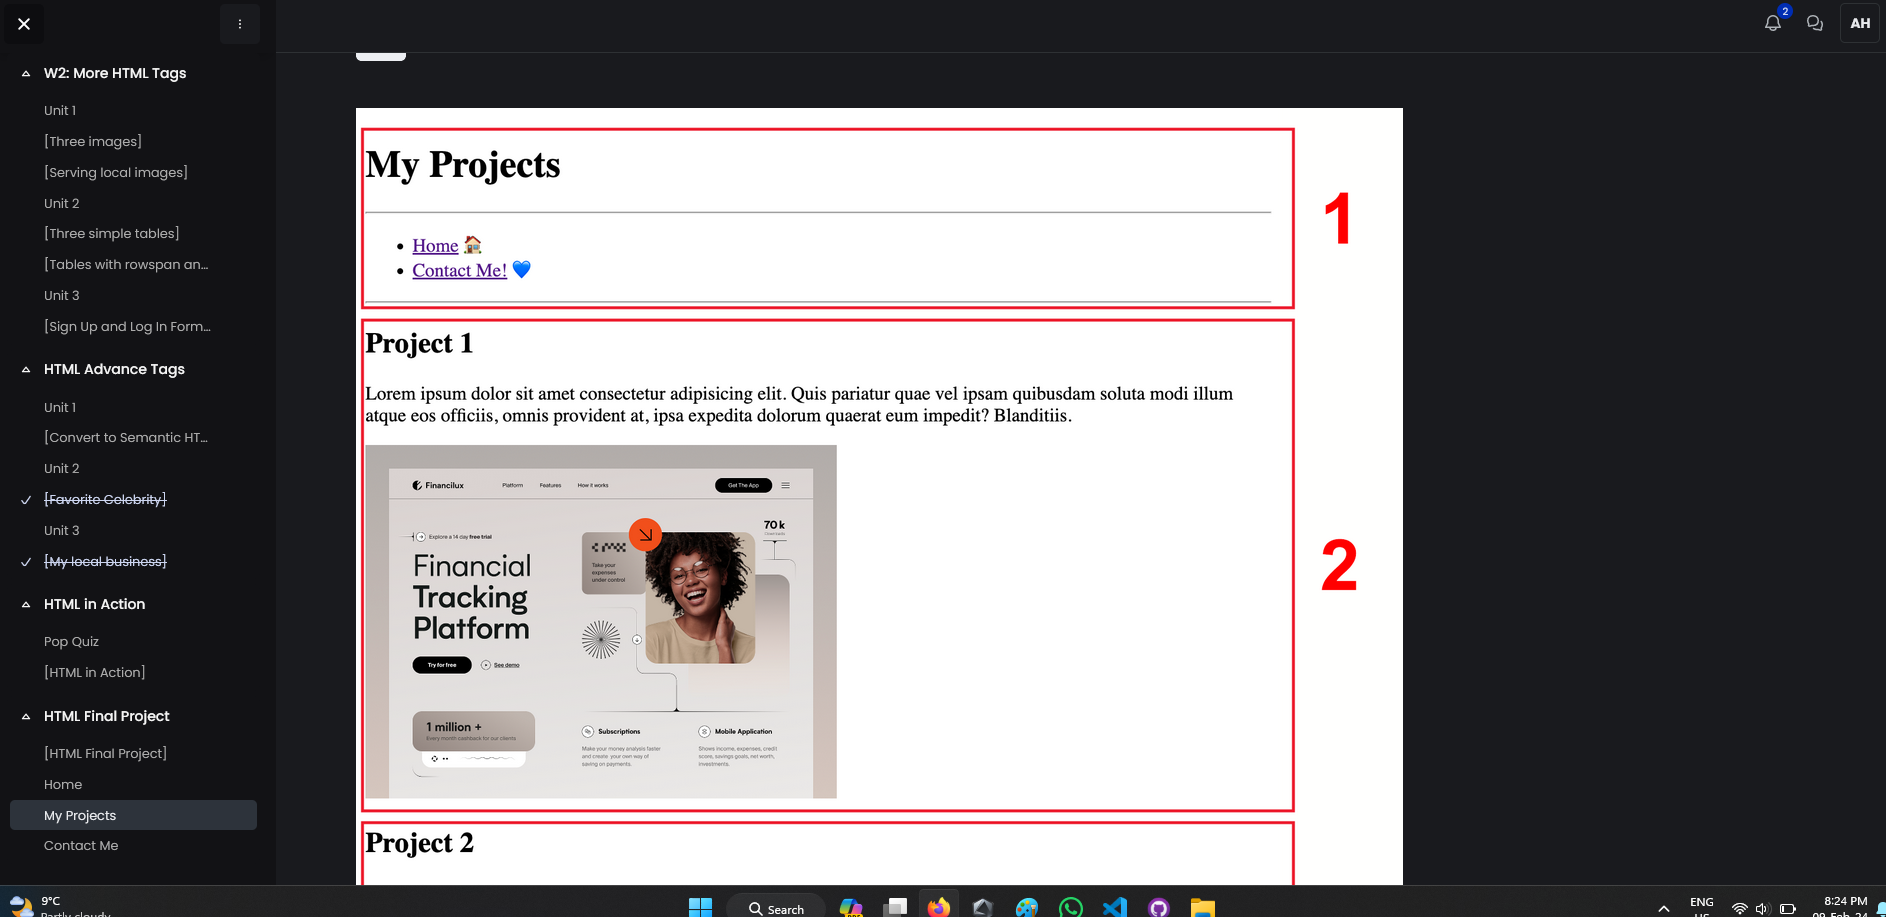 2
AH
W2: More HTML Tags
Unit 1
[Three images]
[Serving local images]
Unit 2
[Three simple tables]
[Tables with rowspan an...
Unit 3
[Sign Up and Log In Form...
HTML Advance Tags
Unit 1
[Convert to Semantic HT...
Unit 2
[Favorite Celebrity]
Unit 3
[My local business]
HTML in Action
Pop Quiz
[HTML in Action]
HTML Final Project
[HTML Final Project]
Home
My Projects
Contact Me
My Projects
1
Home 🏠
Contact Me! 💙
Project 1
Lorem ipsum dolor sit amet consectetur adipisicing elit. Quis pariatur quae vel ipsam quibusdam soluta modi illum
atque eos officiis, omnis provident at, ipsa expedita dolorum quaerat eum impedit? Blanditiis.
2
Financilux
Platform Features How it works
Get The App
Explore a 14 day free trial
Financial
Tracking
Platform
Try for free
See demo
Take your
expenses
under control
70k
1 million +
Every month cashback for our clients
Subscriptions
Make your money analysis faster
and create your own way of
saving on payments.
Mobile Application
Shows income, expenses, credit
score, savings goals, net worth,
investments.
Project 2
9°C
Partly cloudy
Search
ENG
US
8:24 PM
09-Feb-24